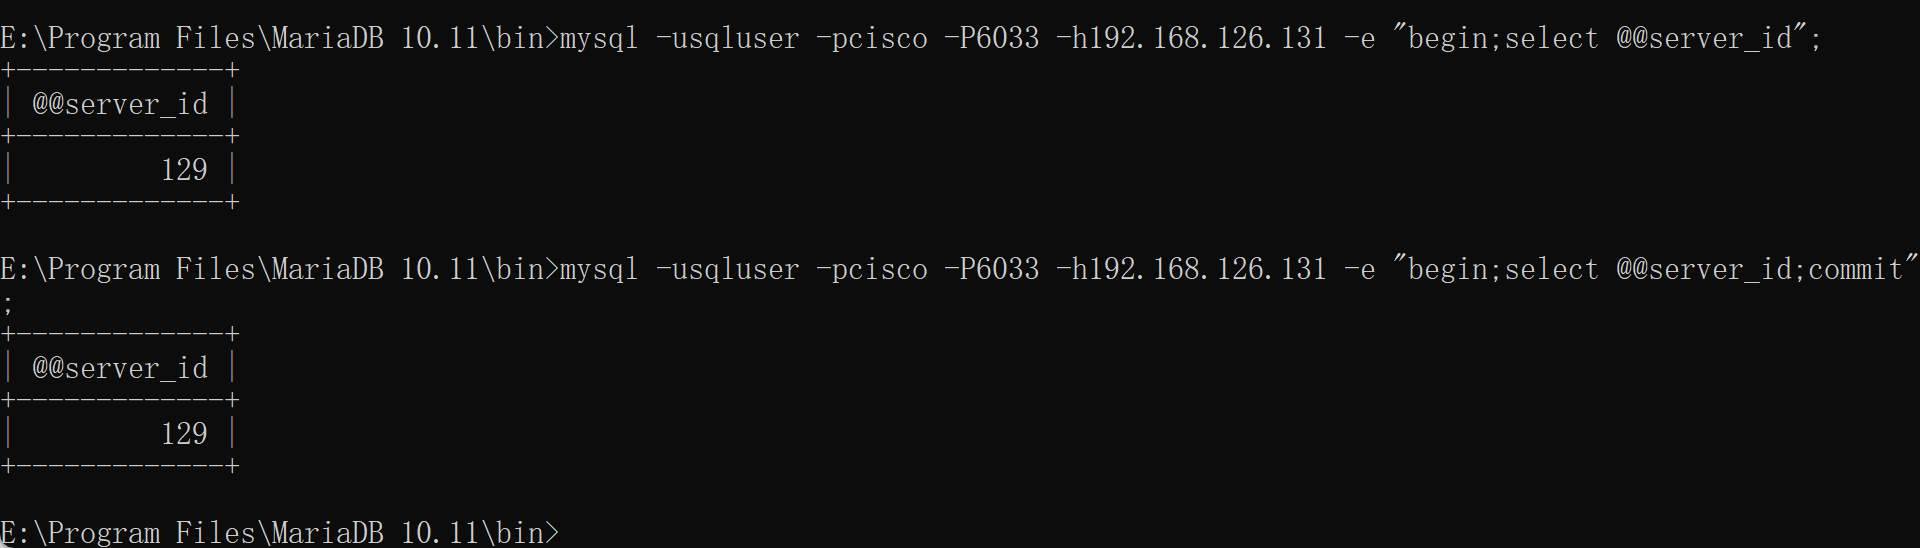 E:\Program Files\MariaDB 10.11\bin>mysql -usqluser -pcisco -P6033 -h192.168.126.131 -e "begin;select @@server_id";
+-------------+
| @@server_id |
+-------------+
|         129 |
+-------------+
E:\Program Files\MariaDB 10.11\bin>mysql -usqluser -pcisco -P6033 -h192.168.126.131 -e "begin;select @@server_id;commit"
;
+-------------+
| @@server_id |
+-------------+
|         129 |
+-------------+
E:\Program Files\MariaDB 10.11\bin>